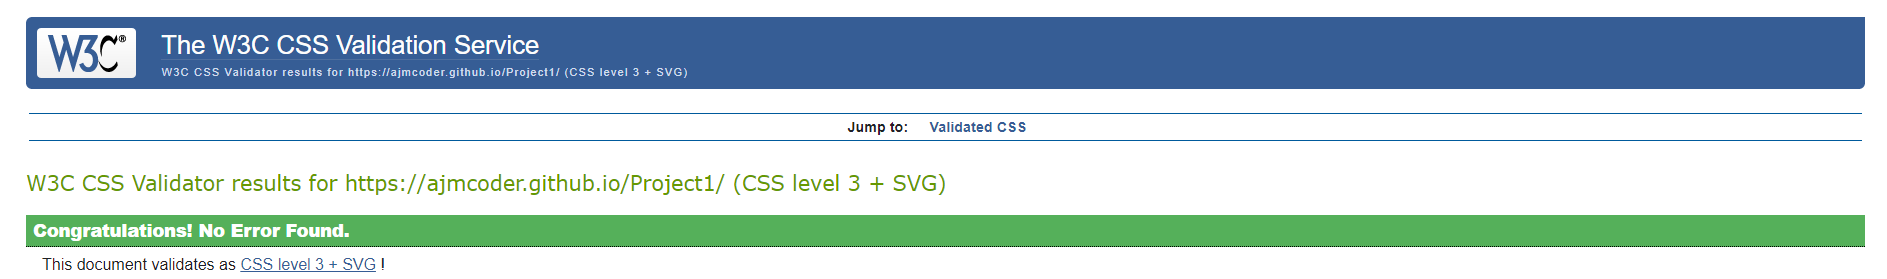 W3C®
The W3C CSS Validation Service
W3C CSS Validator results for https://ajmcoder.github.io/Project1/ (CSS level 3 + SVG)
Jump to: Validated CSS
W3C CSS Validator results for https://ajmcoder.github.io/Project1/ (CSS level 3 + SVG)
Congratulations! No Error Found.
This document validates as CSS level 3 + SVG !